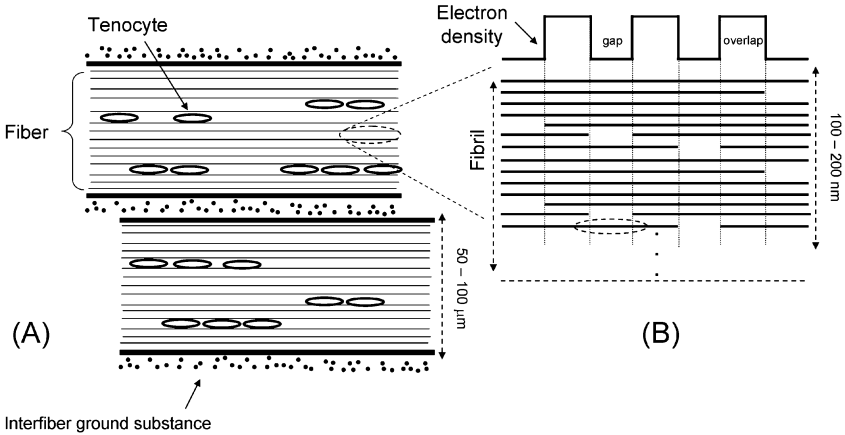 Tenocyte
Fiber
50 – 100 µm
(A)
Interfiber ground substance
Electron
density
gap
overlap
Fibril
100 – 200 nm
(B)